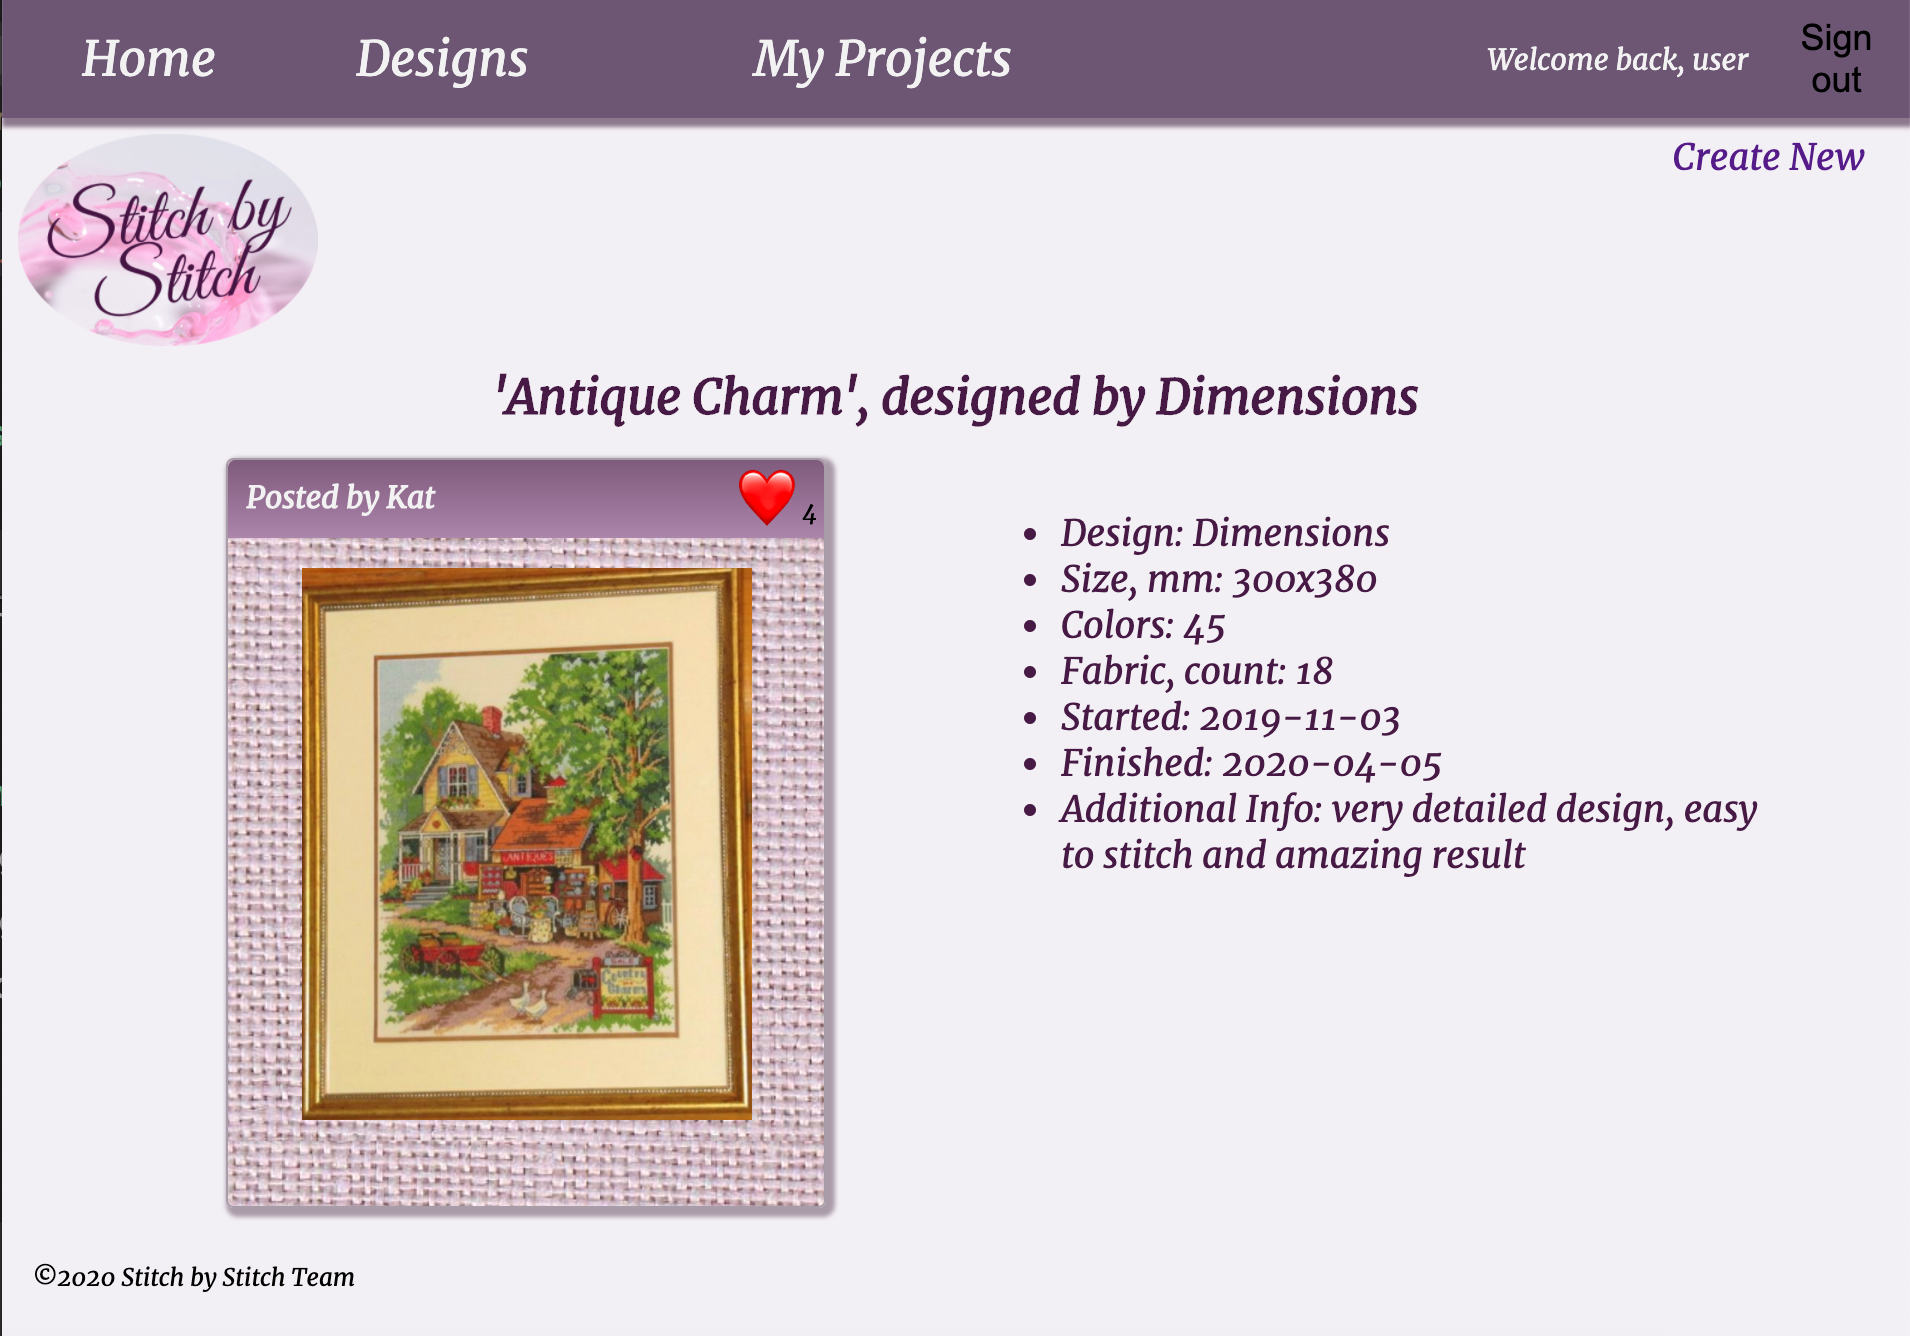 Home Designs My Projects Welcome back, user Sign
out
Create New
Stitch by
Stitch
'Antique Charm', designed by Dimensions
Posted by Kat ❤️ 4
ANTIQUES
SALE
Country
Charm
• Design: Dimensions
• Size, mm: 300x380
• Colors: 45
• Fabric, count: 18
• Started: 2019-11-03
• Finished: 2020-04-05
• Additional Info: very detailed design, easy
to stitch and amazing result
©2020 Stitch by Stitch Team